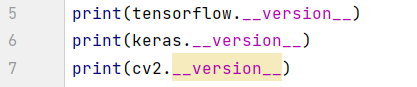 5 print(tensorflow.__version__)
6 print(keras.__version__)
7 print(cv2.__version__)